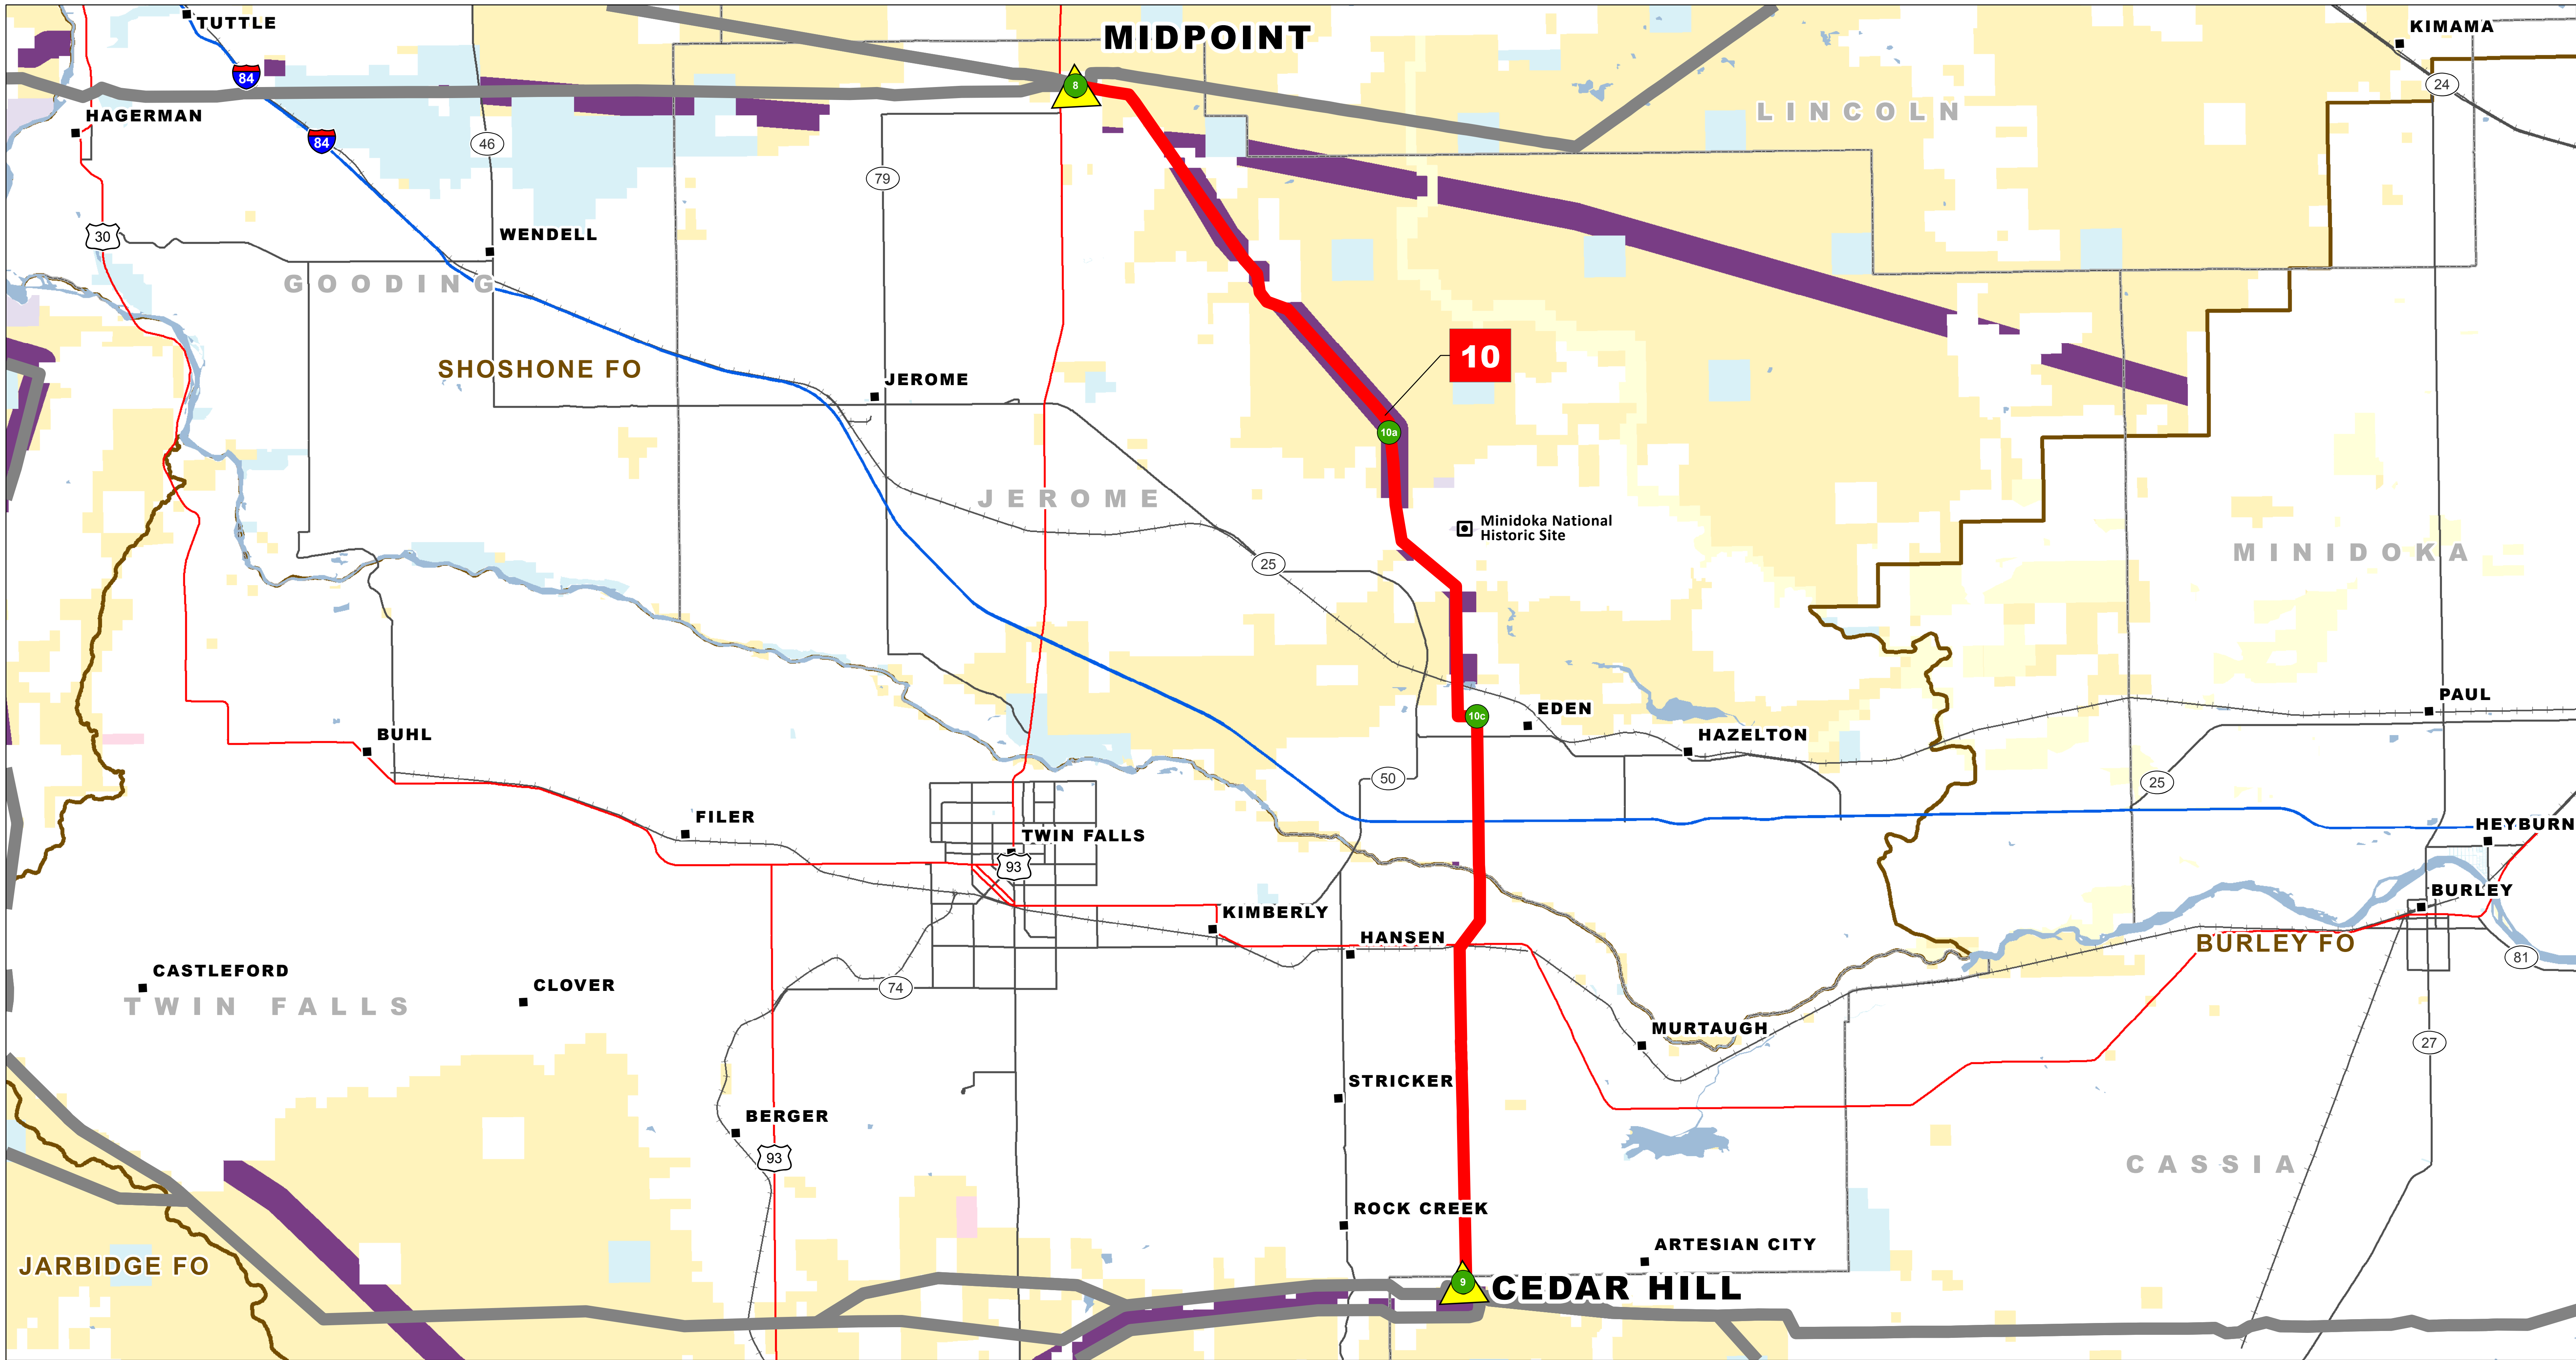 TUTTLE
MIDPOINT
KIMAMA
84
8
24
HAGERMAN
LINCOLN
84
46
79
30
WENDELL
GOODING
SHOSHONE FO
10
JEROME
10a
JEROME
Minidoka National
Historic Site
MINIDOKA
25
PAUL
EDEN
10c
BUHL
HAZELTON
50
25
FILER
TWIN FALLS
HEYBURN
93
BURLEY
KIMBERLY
HANSEN
BURLEY FO
81
CASTLEFORD
CLOVER
74
TWIN FALLS
MURTAUGH
27
STRICKER
BERGER
93
CASSIA
ROCK CREEK
ARTESIAN CITY
JARBIDGE FO
9
CEDAR HILL